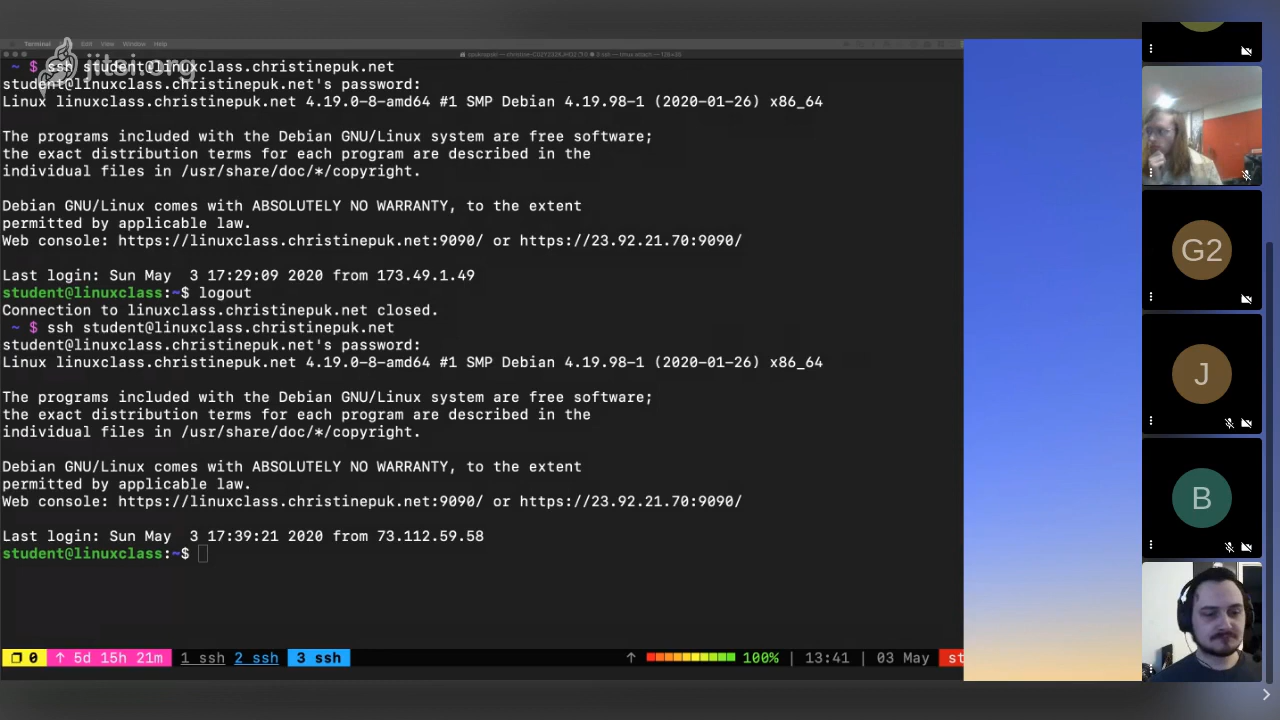 Terminal Edit View Window Help
jitsi.org
~ $ ssh student@linuxclass.christinepuk.net
student@linuxclass.christinepuk.net's password:
Linux linuxclass.christinepuk.net 4.19.0-8-amd64 #1 SMP Debian 4.19.98-1 (2020-01-26) x86_64
The programs included with the Debian GNU/Linux system are free software;
the exact distribution terms for each program are described in the
individual files in /usr/share/doc/*/copyright.
Debian GNU/Linux comes with ABSOLUTELY NO WARRANTY, to the extent
permitted by applicable law.
Web console: https://linuxclass.christinepuk.net:9090/ or https://23.92.21.70:9090/
Last login: Sun May  3 17:29:09 2020 from 173.49.1.49
student@linuxclass:~$ logout
Connection to linuxclass.christinepuk.net closed.
~ $ ssh student@linuxclass.christinepuk.net
student@linuxclass.christinepuk.net's password:
Linux linuxclass.christinepuk.net 4.19.0-8-amd64 #1 SMP Debian 4.19.98-1 (2020-01-26) x86_64
The programs included with the Debian GNU/Linux system are free software;
the exact distribution terms for each program are described in the
individual files in /usr/share/doc/*/copyright.
Debian GNU/Linux comes with ABSOLUTELY NO WARRANTY, to the extent
permitted by applicable law.
Web console: https://linuxclass.christinepuk.net:9090/ or https://23.92.21.70:9090/
Last login: Sun May  3 17:39:21 2020 from 73.112.59.58
student@linuxclass:~$
0 ↑ 5d 15h 21m 1 ssh 2 ssh 3 ssh ↑ 100% | 13:41 | 03 May st
G2
J
B